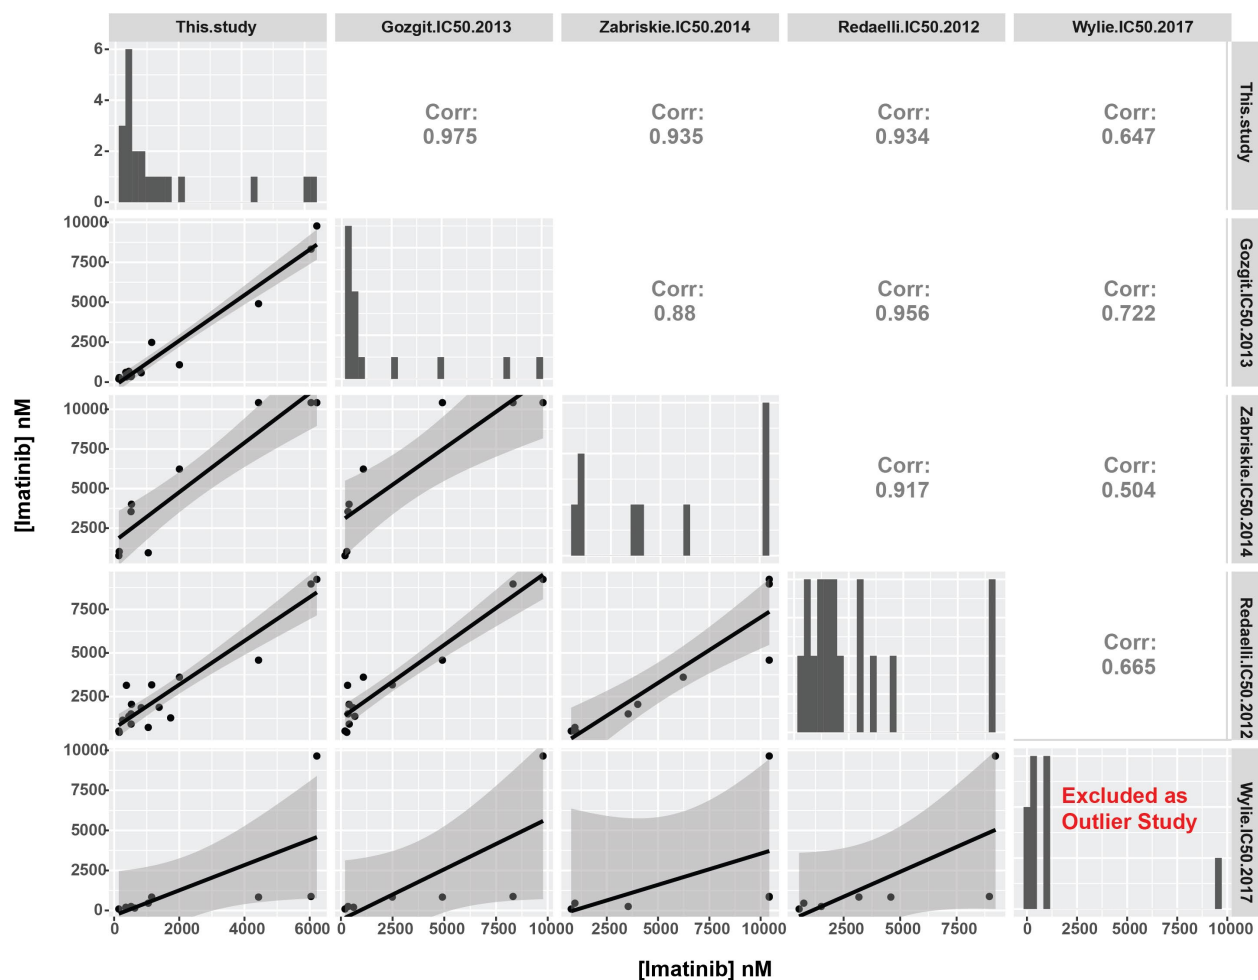 This.study Gozgit.IC50.2013 Zabriskie.IC50.2014 Redaelli.IC50.2012 Wylie.IC50.2017
6
4
2
0
Corr:
0.975
Corr:
0.935
Corr:
0.934
Corr:
0.647
This.study
10000
7500
5000
2500
0
Corr:
0.88
Corr:
0.956
Corr:
0.722
Gozgit.IC50.2013
[Imatinib] nM
10000
7500
5000
2500
Corr:
0.917
Corr:
0.504
Zabriskie.IC50.2014
7500
5000
2500
0
Corr:
0.665
Redaelli.IC50.2012
10000
7500
5000
2500
0
Excluded as
Outlier Study
Wylie.IC50.2017
0 2000 4000 6000 0 2500 5000 7500 10000 2500 5000 7500 10000 2500 5000 7500 0 2500 5000 7500 10000
[Imatinib] nM